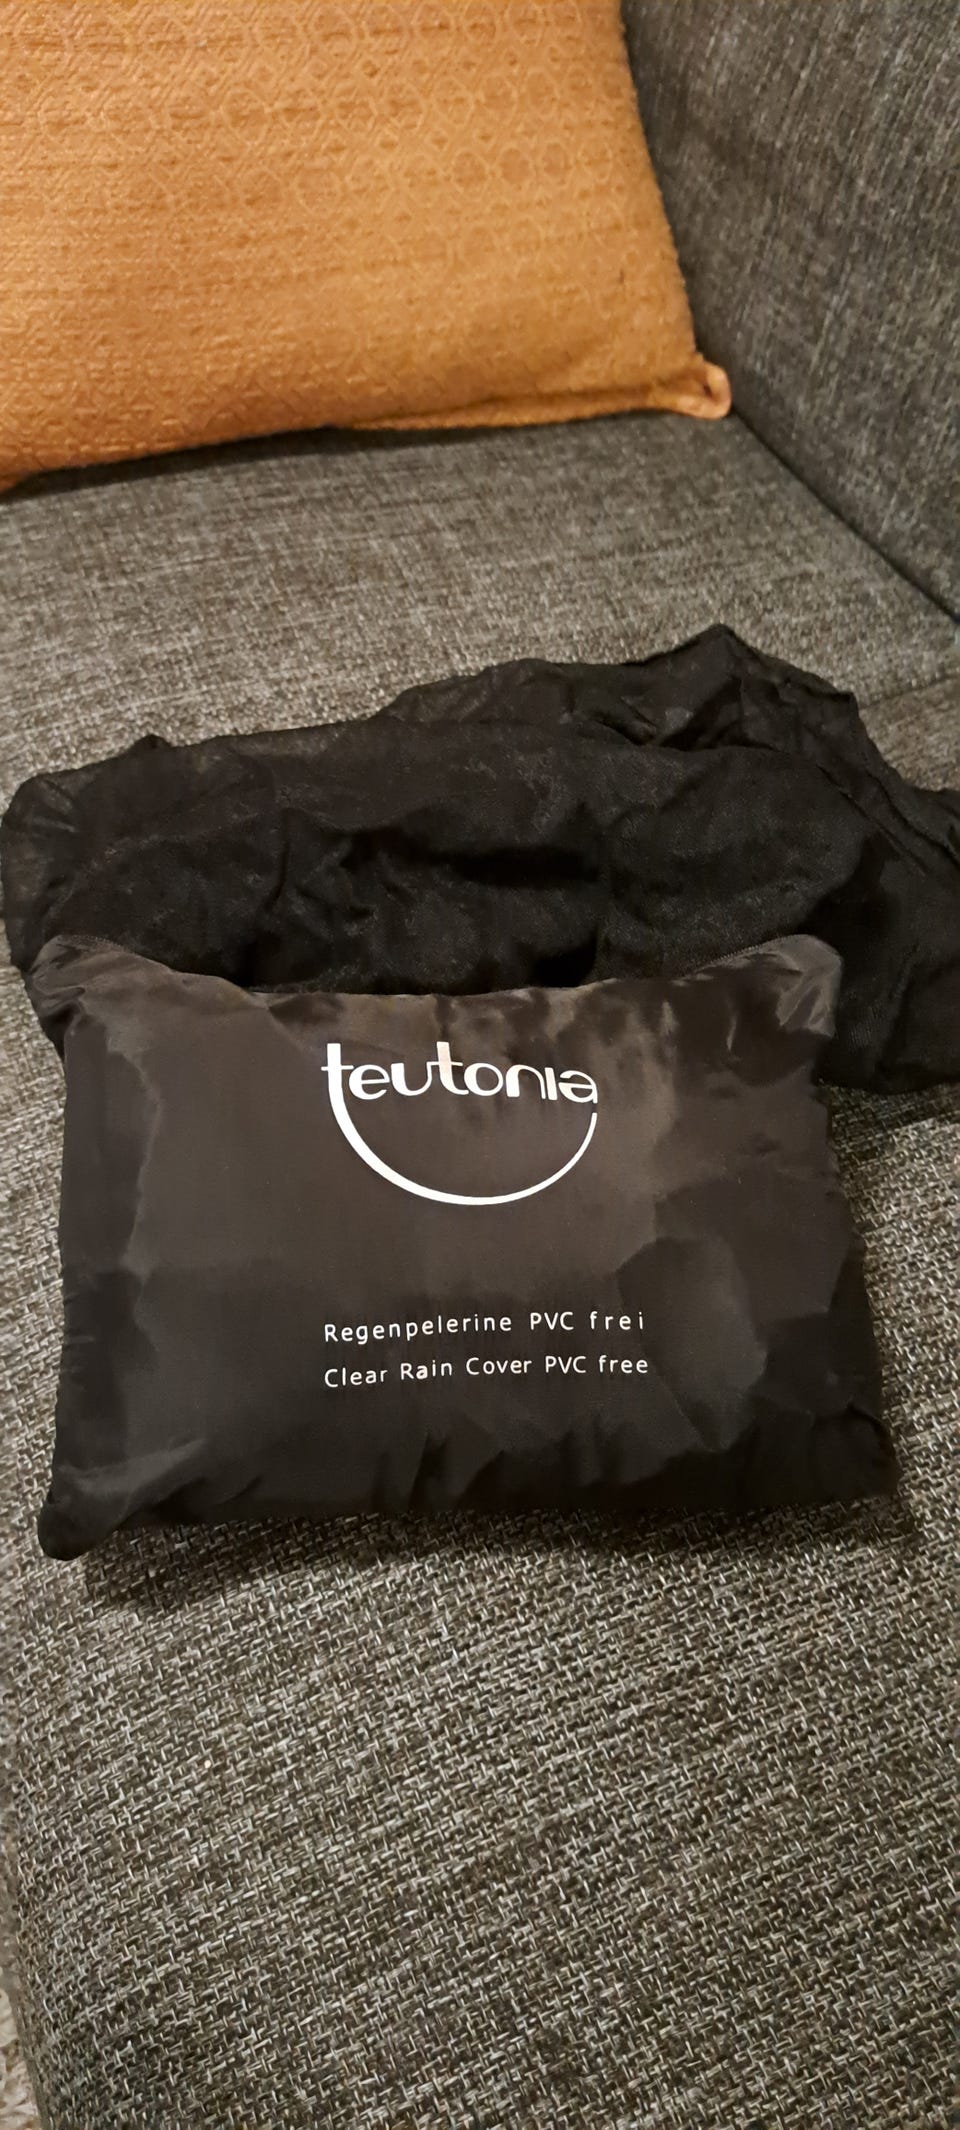 teutonia
Regenpelerine PVC frei
Clear Rain Cover PVC free